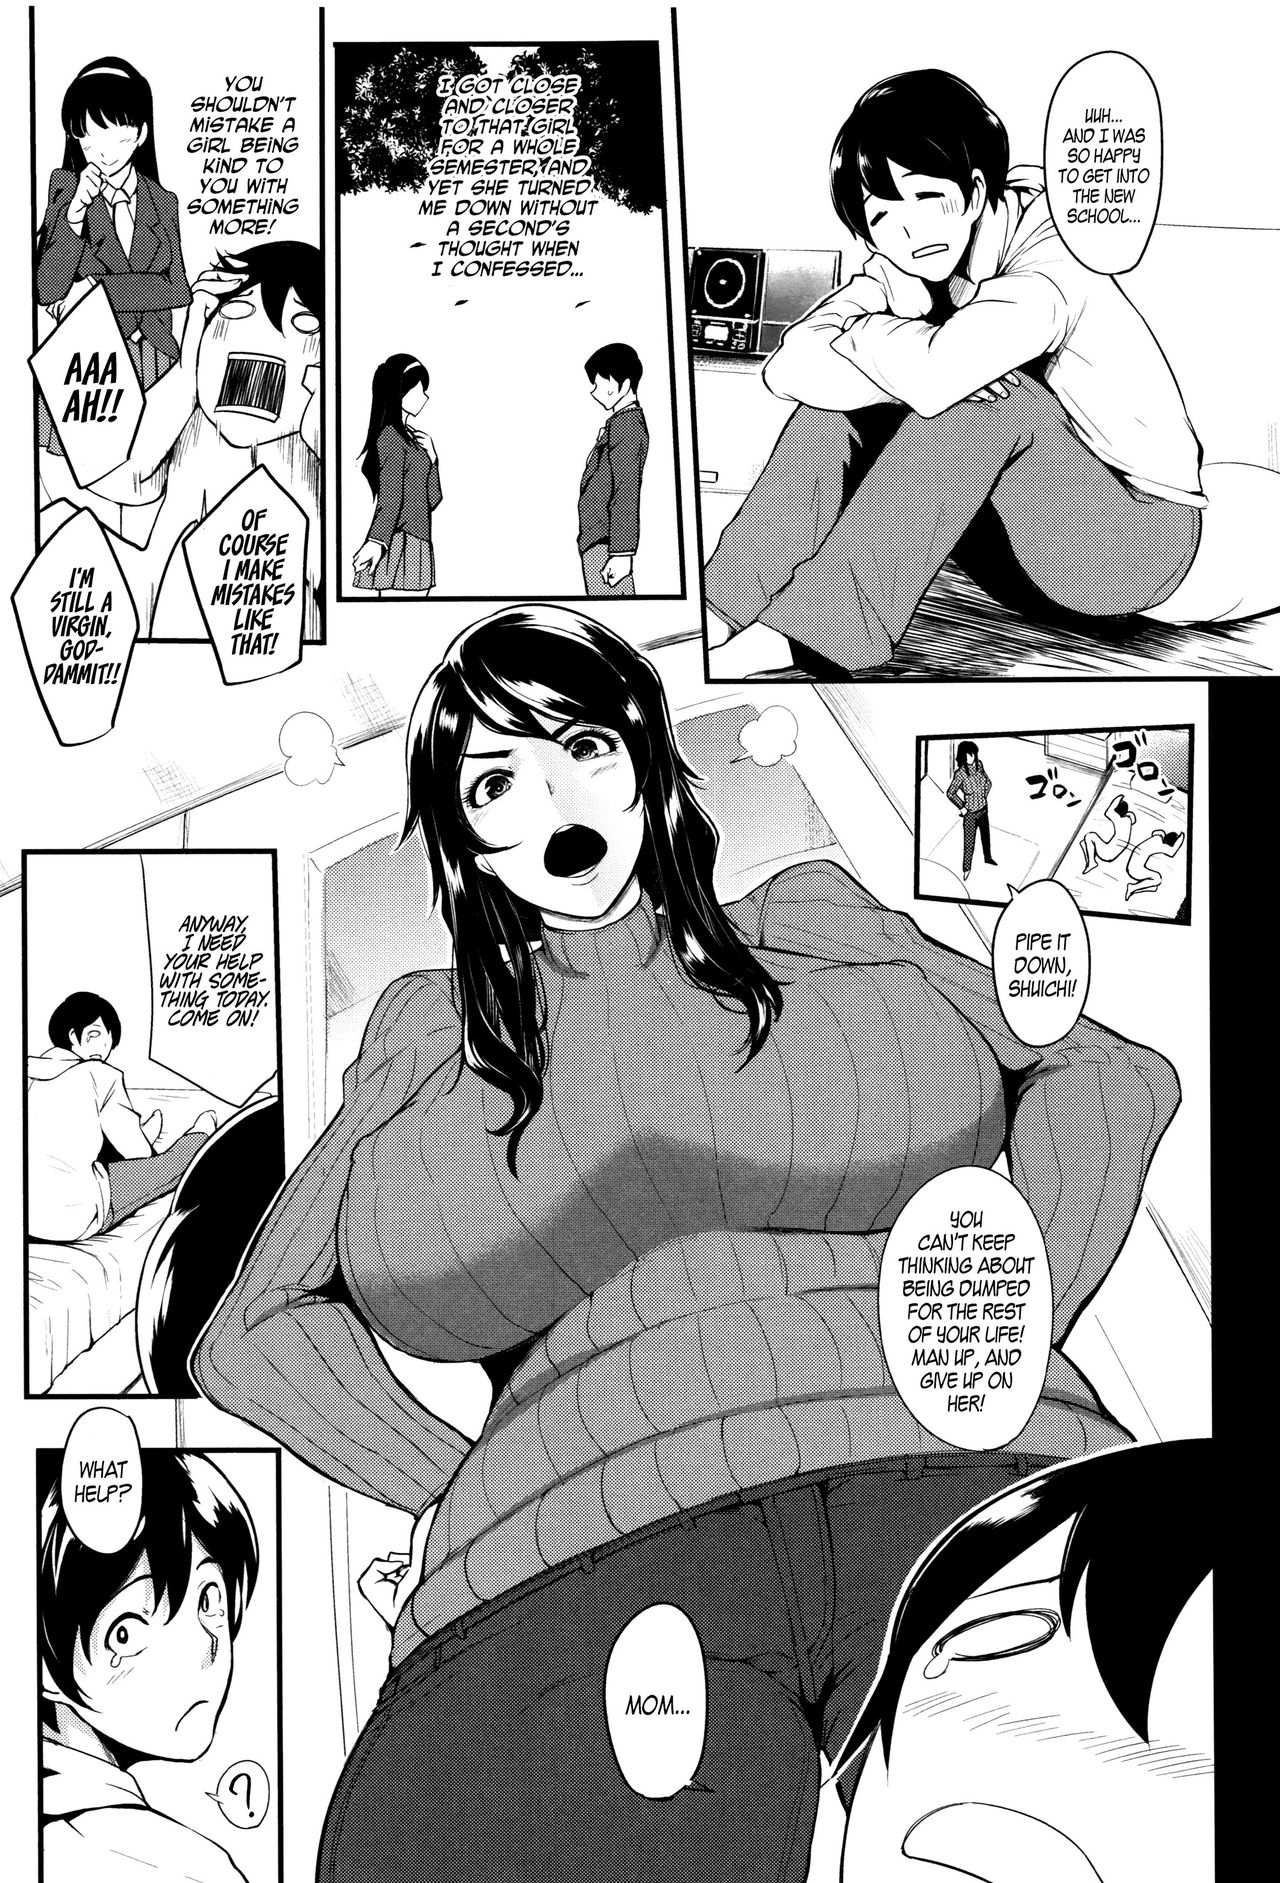 UUH...
AND I WAS
SO HAPPY
TO GET INTO
THE NEW
SCHOOL...
I GOT CLOSE
AND CLOSER
TO THAT GIRL
FOR A WHOLE
SEMESTER, AND
YET SHE TURNED
ME DOWN WITHOUT
A SECOND'S
THOUGHT WHEN
I CONFESSED...
YOU
SHOULDN'T
MISTAKE A
GIRL BEING
KIND TO
YOU WITH
SOMETHING
MORE!
AAA
AH!!
OF
COURSE
I MAKE
MISTAKES
LIKE
THAT!
I'M
STILL A
VIRGIN,
GOD-
DAMMIT!!
ゴロン
ゴロン
PIPE IT
DOWN,
SHUICHI!
YOU
CAN'T KEEP
THINKING ABOUT
BEING DUMPED
FOR THE REST
OF YOUR LIFE!
MAN UP, AND
GIVE UP ON
HER!
MOM...
ANYWAY,
I NEED
YOUR HELP
WITH SOME-
THING TODAY.
COME ON!
WHAT
HELP?
?